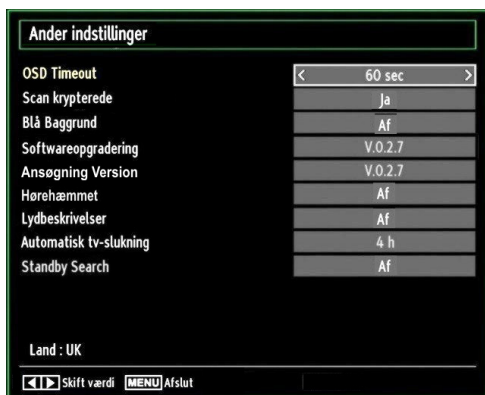 Ander indstillinger
OSD Timeout < 60 sec >
Scan krypterede Ja
Blå Baggrund Af
Softwareopgradering V.0.2.7
Ansøgning Version V.0.2.7
Hørehæmmet Af
Lydbeskrivelser Af
Automatisk tv-slukning 4 h
Standby Search Af
Land : UK
Skift værdi MENU Afslut